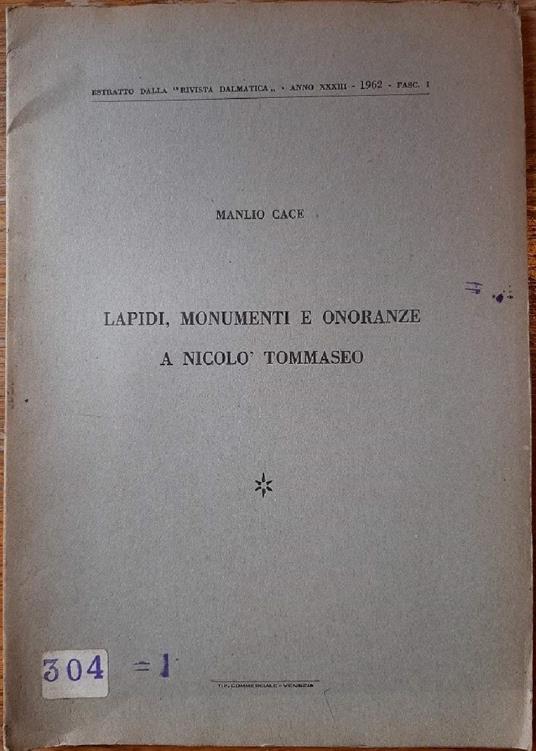 ESTRATTO DALLA "RIVISTA DALMATICA„ - ANNO XXXIII - 1962 - FASC. I
MANLIO CACE
LAPIDI, MONUMENTI E ONORANZE
A NICOLO' TOMMASEO
304 = 1
TIP. COMMERCIALE - VENEZIA